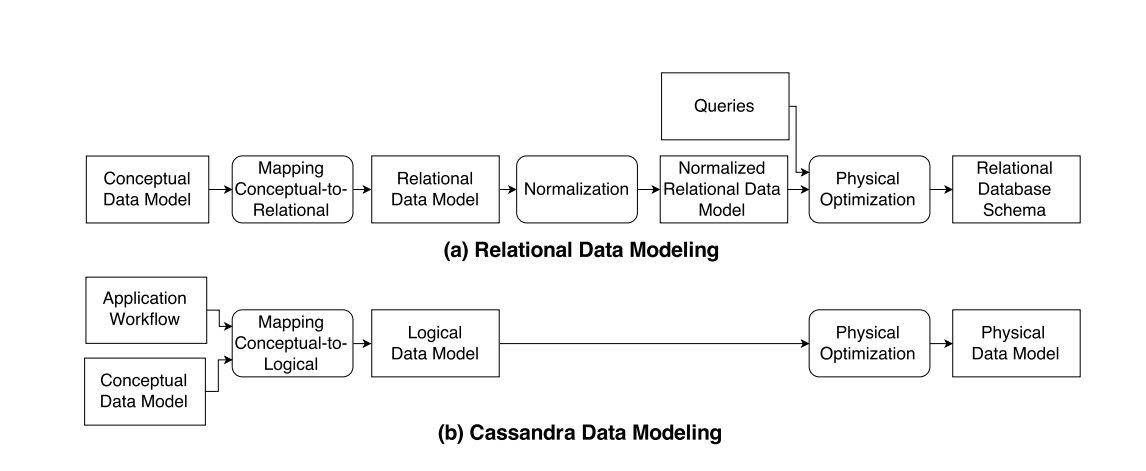 Queries
Conceptual
Data Model
Mapping
Conceptual-to-
Relational
Relational
Data Model
Normalization
Normalized
Relational Data
Model
Physical
Optimization
Relational
Database
Schema
(a) Relational Data Modeling
Application
Workflow
Conceptual
Data Model
Mapping
Conceptual-to-
Logical
Logical
Data Model
Physical
Optimization
Physical
Data Model
(b) Cassandra Data Modeling